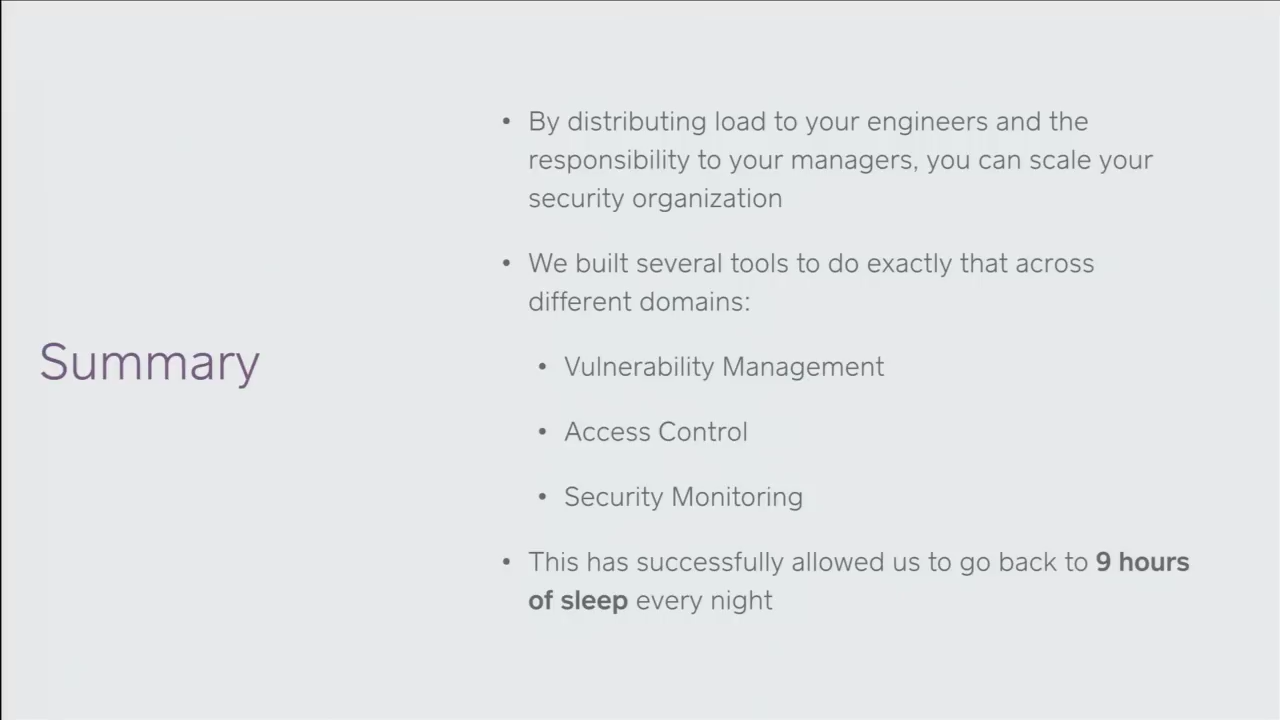 Summary
• By distributing load to your engineers and the
responsibility to your managers, you can scale your
security organization
• We built several tools to do exactly that across
different domains:
• Vulnerability Management
• Access Control
• Security Monitoring
• This has successfully allowed us to go back to 9 hours
of sleep every night